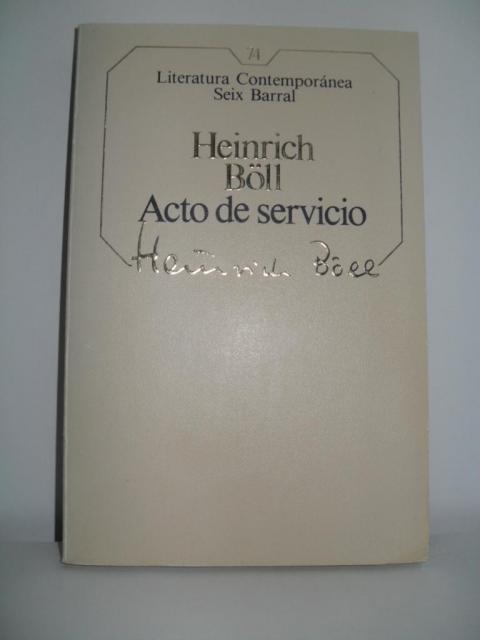 74
Literatura Contemporánea
Seix Barral
Heinrich
Böll
Acto de servicio
Heinrich Böll